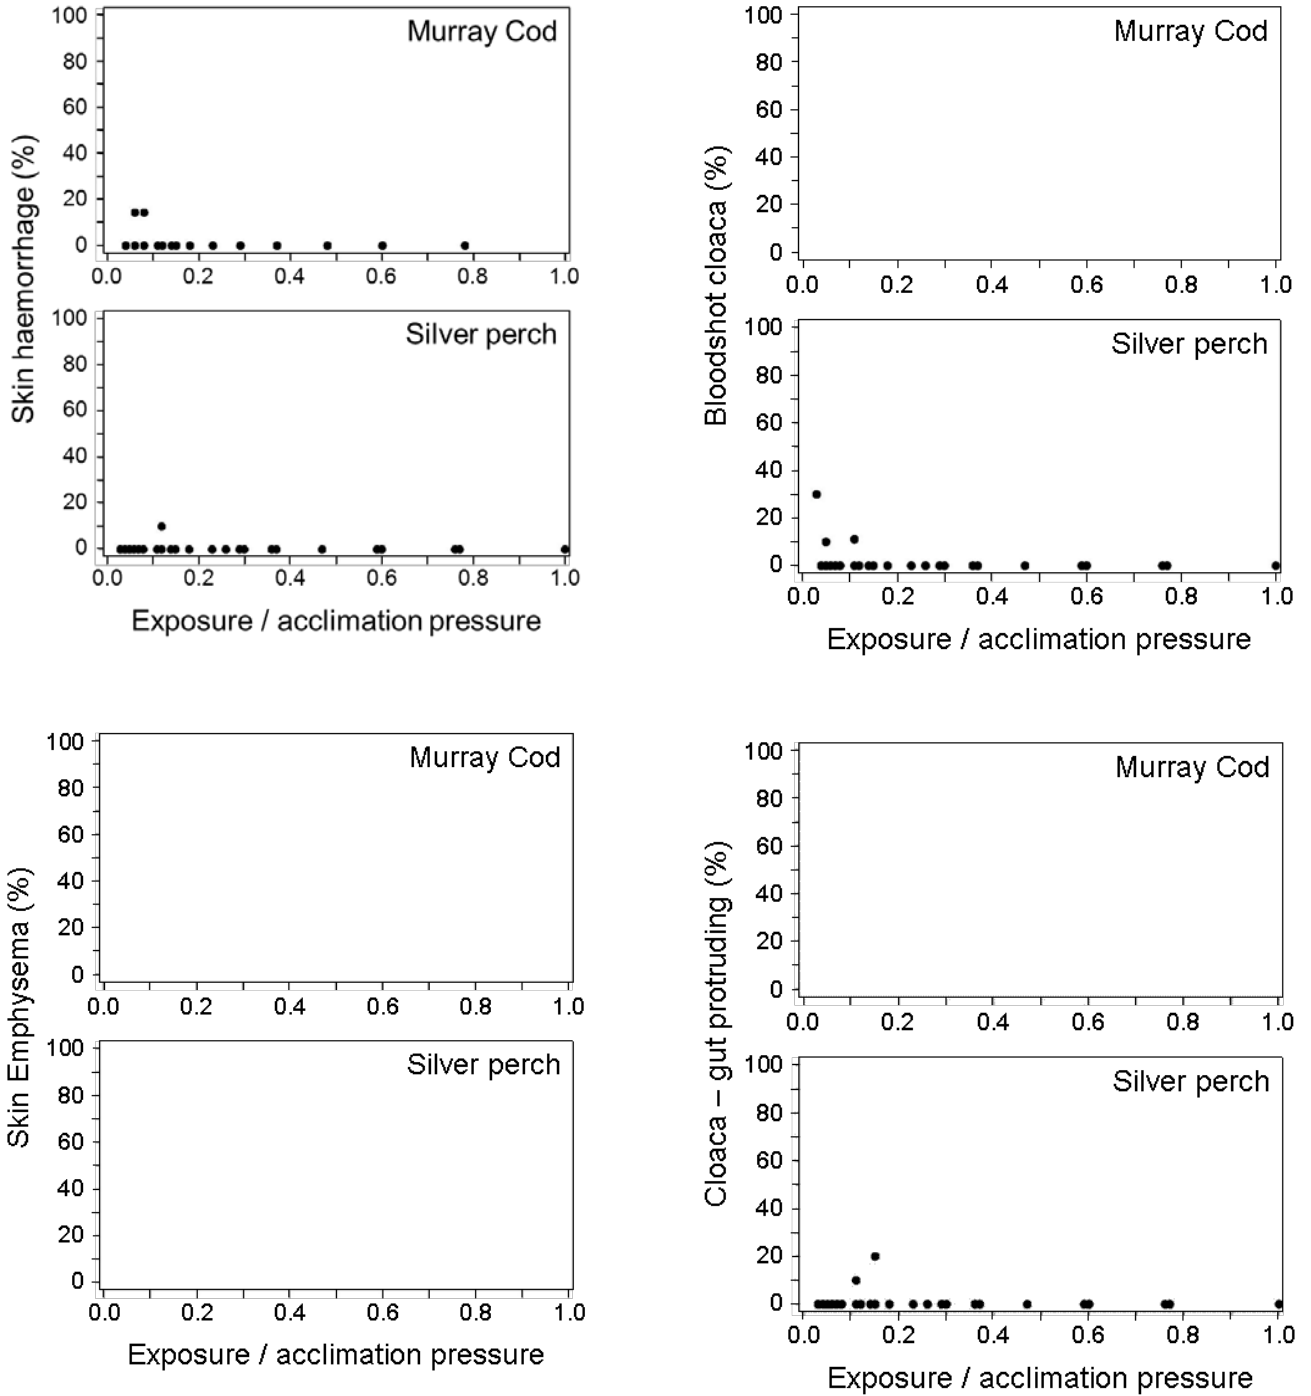 Skin haemorrhage (%)
Murray Cod
100
80
60
40
20
0
0.0 0.2 0.4 0.6 0.8 1.0
Silver perch
100
80
60
40
20
0
0.0 0.2 0.4 0.6 0.8 1.0
Exposure / acclimation pressure
Bloodshot cloaca (%)
Murray Cod
100
80
60
40
20
0
0.0 0.2 0.4 0.6 0.8 1.0
Silver perch
100
80
60
40
20
0
0.0 0.2 0.4 0.6 0.8 1.0
Exposure / acclimation pressure
Skin Emphysema (%)
Murray Cod
100
80
60
40
20
0
0.0 0.2 0.4 0.6 0.8 1.0
Silver perch
100
80
60
40
20
0
0.0 0.2 0.4 0.6 0.8 1.0
Exposure / acclimation pressure
Cloaca – gut protruding (%)
Murray Cod
100
80
60
40
20
0
0.0 0.2 0.4 0.6 0.8 1.0
Silver perch
100
80
60
40
20
0
0.0 0.2 0.4 0.6 0.8 1.0
Exposure / acclimation pressure